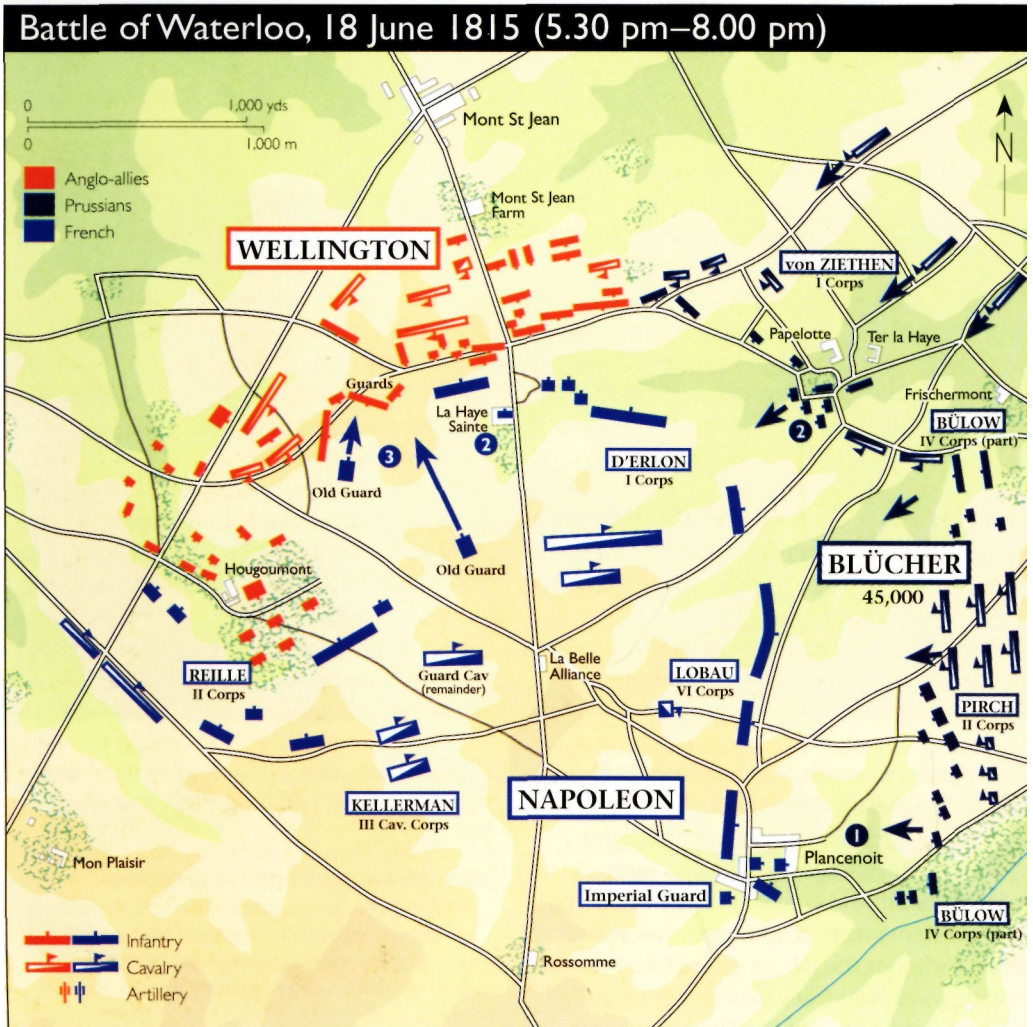 Battle of Waterloo, 18 June 1815 (5.30 pm–8.00 pm)
0 1,000 yds
0 1,000 m
Anglo-allies
Prussians
French
N
Mont St Jean
Mont St Jean
Farm
WELLINGTON
von ZIETHEN
I Corps
Papelotte
Ter la Haye
Frischermont
BÜLOW
IV Corps (part)
Guards
La Haye
Sainte
2
2
3
Old Guard
D'ERLON
I Corps
Old Guard
BLÜCHER
45,000
Hougoumont
REILLE
II Corps
Guard Cav
(remainder)
La Belle
Alliance
LOBAU
VI Corps
PIRCH
II Corps
KELLERMAN
III Cav. Corps
NAPOLEON
1
Plancenoit
Mon Plaisir
Imperial Guard
BÜLOW
IV Corps (part)
Rossomme
Infantry
Cavalry
Artillery